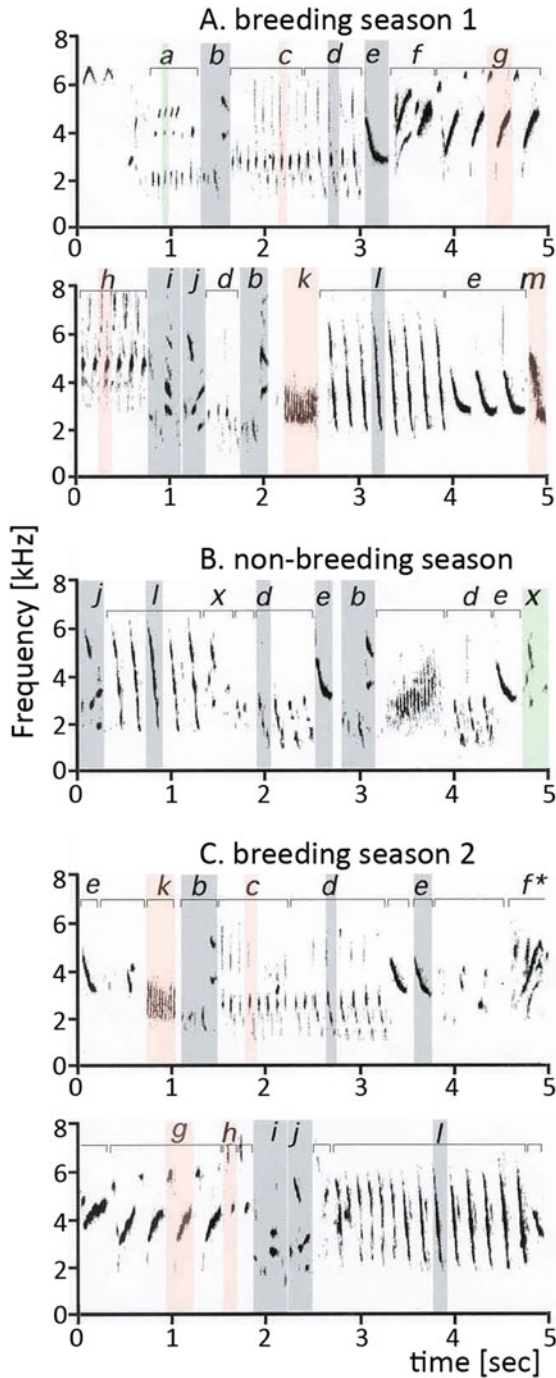 A. breeding season 1
8
a b c d e f g
6
4
2
0
0 1 2 3 4 5
8
h i j d b k l e m
6
4
2
0
0 1 2 3 4 5
Frequency [kHz]
B. non-breeding season
8
j l x d e b d e x
6
4
2
0
0 1 2 3 4 5
C. breeding season 2
8
e k b c d e f*
6
4
2
0
0 1 2 3 4 5
8
g h i j l
6
4
2
0
0 1 2 3 4 5
time [sec]